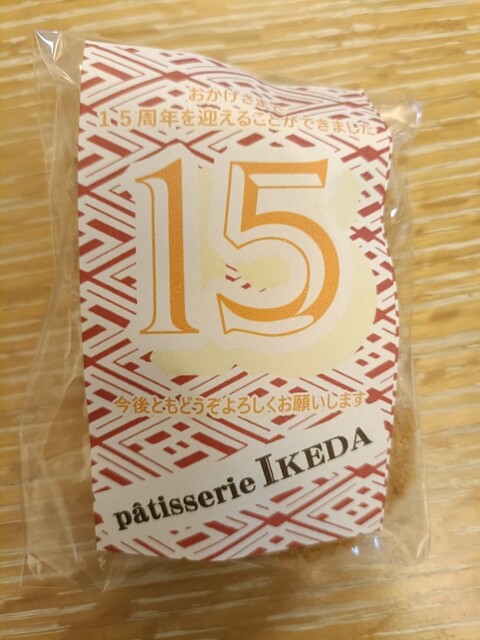 おかげさまで
15周年を迎えることができました
15
今後ともどうぞよろしくお願いします
pâtisserie IKEDA